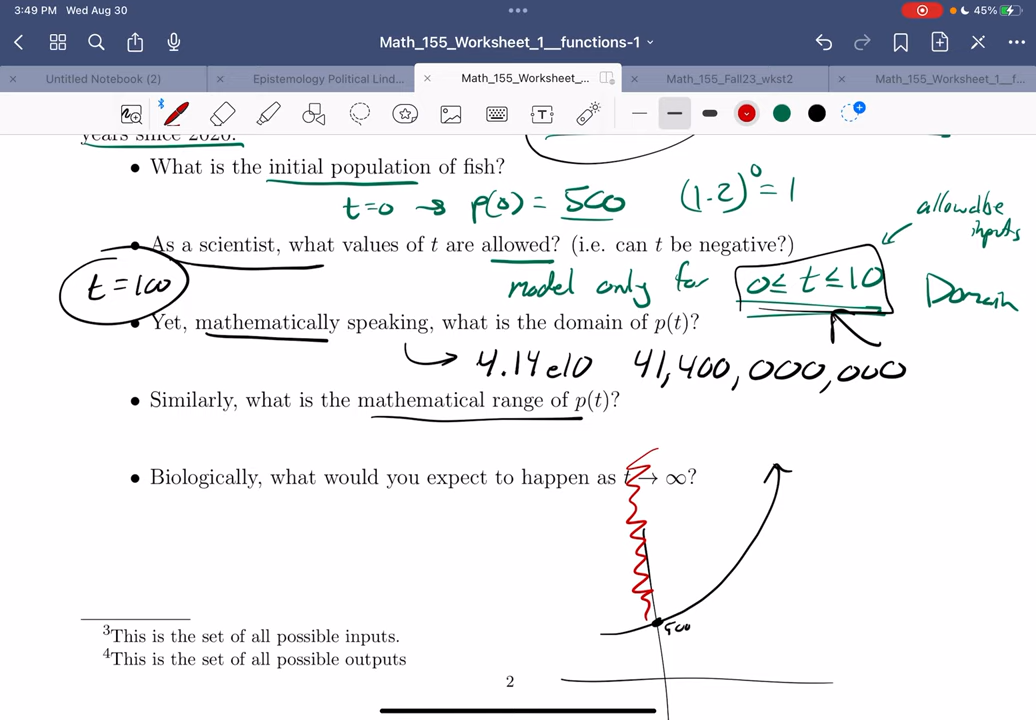 3:49 PM Wed Aug 30
45%
Math_155_Worksheet_1__functions-1
Untitled Notebook (2)
Epistemology Political Lind...
Math_155_Worksheet_...
Math_155_Fall23_wkst2
Math_155_Worksheet_1__f...
years since 2020.
• What is the initial population of fish?
t=0 → p(0) = 500 (1.2)⁰ = 1
allowable inputs
• As a scientist, what values of t are allowed? (i.e. can t be negative?)
t = 100
model only for 0 ≤ t ≤ 10 Domain
• Yet, mathematically speaking, what is the domain of p(t)?
4.14e10 41,400,000,000
• Similarly, what is the mathematical range of p(t)?
• Biologically, what would you expect to happen as t → ∞?
500
³This is the set of all possible inputs.
⁴This is the set of all possible outputs
2